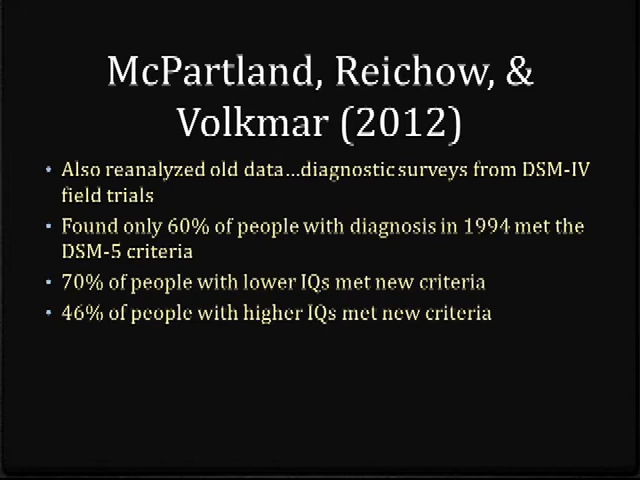 McPartland, Reichow, &
Volkmar (2012)
• Also reanalyzed old data…diagnostic surveys from DSM-IV
field trials
• Found only 60% of people with diagnosis in 1994 met the
DSM-5 criteria
• 70% of people with lower IQs met new criteria
• 46% of people with higher IQs met new criteria